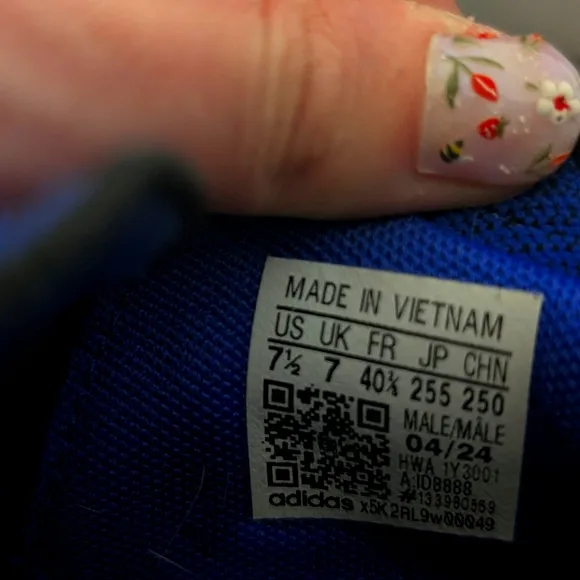 MADE IN VIETNAM
US UK FR JP CHN
7½ 7 40⅔ 255 250
MALE/MÂLE
04/24
HWA 1Y3001
A:ID8888
#133980569
adidas x5K2RL9w00049